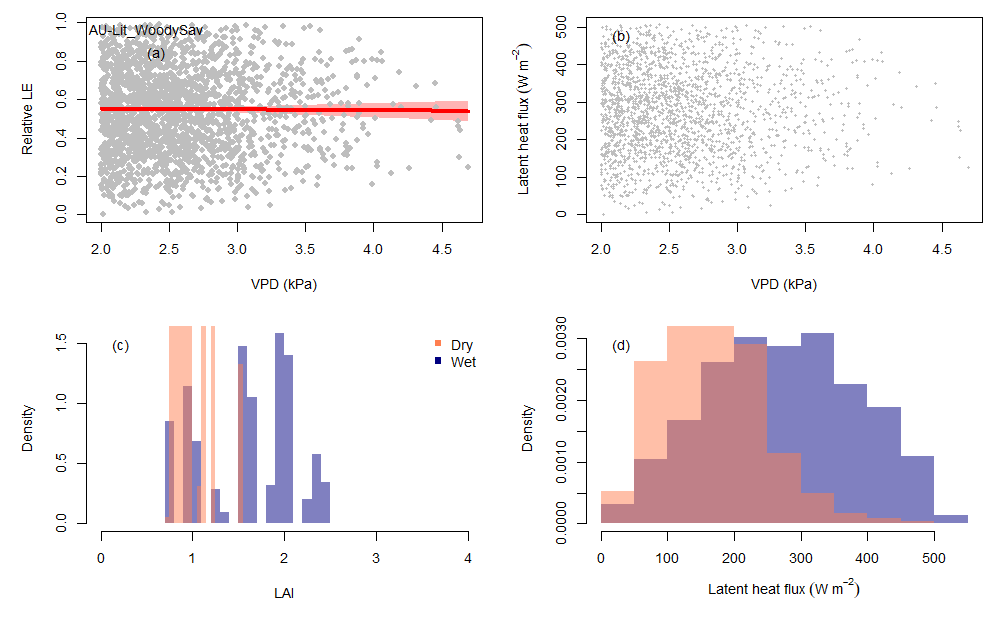 AU-Lit_WoodySav
(a)
Relative LE
0.0 0.2 0.4 0.6 0.8 1.0
2.0 2.5 3.0 3.5 4.0 4.5
VPD (kPa)
(b)
Latent heat flux (W m−2)
0 100 200 300 400 500
2.0 2.5 3.0 3.5 4.0 4.5
VPD (kPa)
(c)
Dry
Wet
Density
0.0 0.5 1.0 1.5
0 1 2 3 4
LAI
(d)
Density
0.0000 0.0010 0.0020 0.0030
0 100 200 300 400 500
Latent heat flux (W m−2)